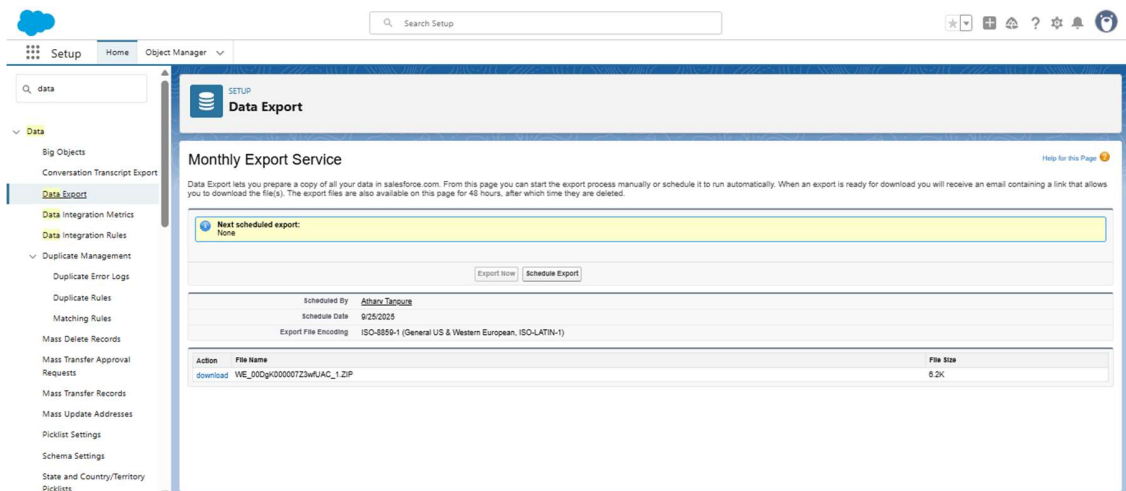 Search Setup
Setup
Home
Object Manager
data
Data
Big Objects
Conversation Transcript Export
Data Export
Data Integration Metrics
Data Integration Rules
Duplicate Management
Duplicate Error Logs
Duplicate Rules
Matching Rules
Mass Delete Records
Mass Transfer Approval
Requests
Mass Transfer Records
Mass Update Addresses
Picklist Settings
Schema Settings
State and Country/Territory
Picklists
SETUP
Data Export
Monthly Export Service
Help for this Page
Data Export lets you prepare a copy of all your data in salesforce.com. From this page you can start the export process manually or schedule it to run automatically. When an export is ready for download you will receive an email containing a link that allows
you to download the file(s). The export files are also available on this page for 48 hours, after which time they are deleted.
Next scheduled export:
None
Export Now Schedule Export
Scheduled By Atharv Tanpure
Schedule Date 9/25/2025
Export File Encoding ISO-8859-1 (General US & Western European, ISO-LATIN-1)
Action File Name File Size
download WE_00DgK000007Z3wfUAC_1.ZIP 6.2K